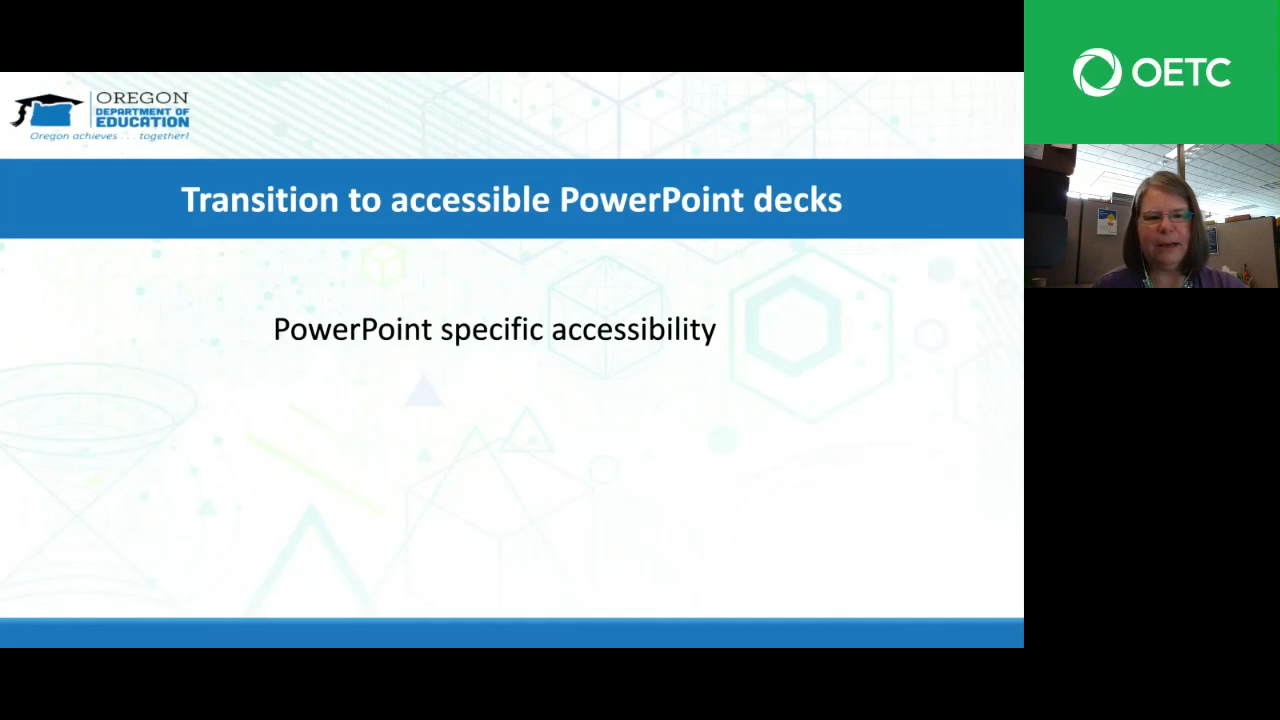 OREGON
DEPARTMENT OF
EDUCATION
Oregon achieves . . . together!
OETC
Transition to accessible PowerPoint decks
PowerPoint specific accessibility